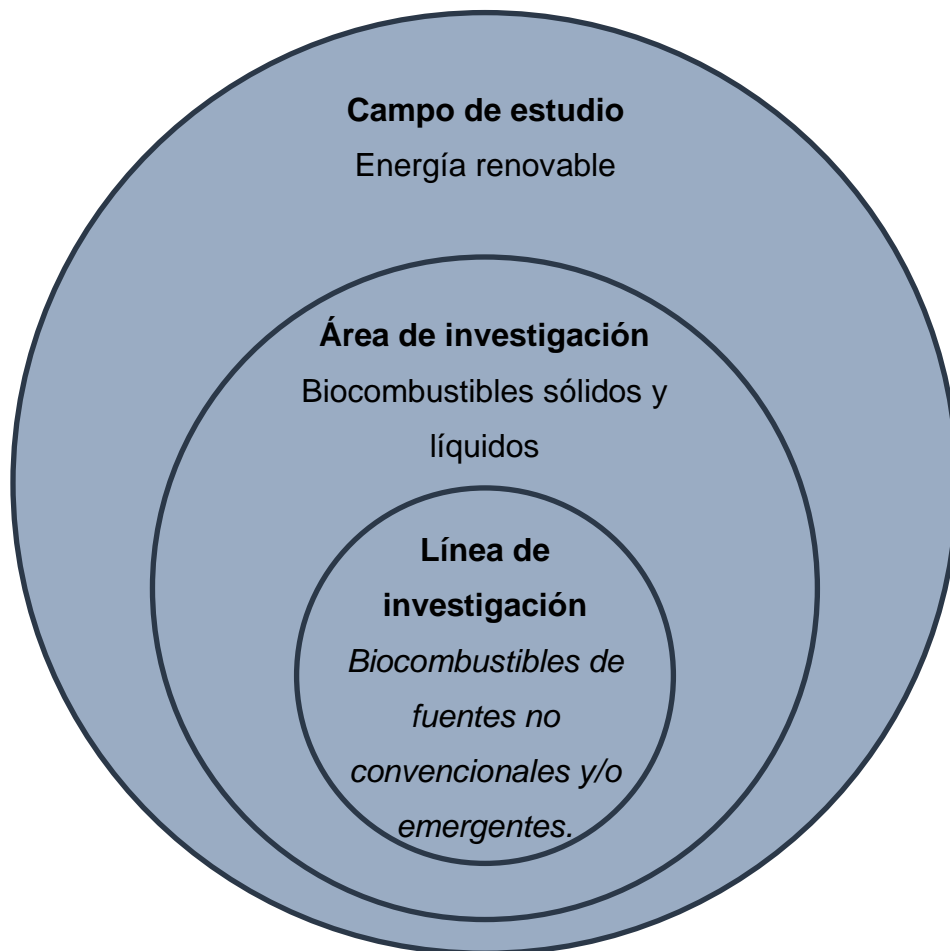 Campo de estudio
Energía renovable
Área de investigación
Biocombustibles sólidos y
líquidos
Línea de
investigación
Biocombustibles de
fuentes no
convencionales y/o
emergentes.